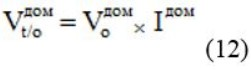 V^дом_t/o = V^дом_o × I^дом
(12)